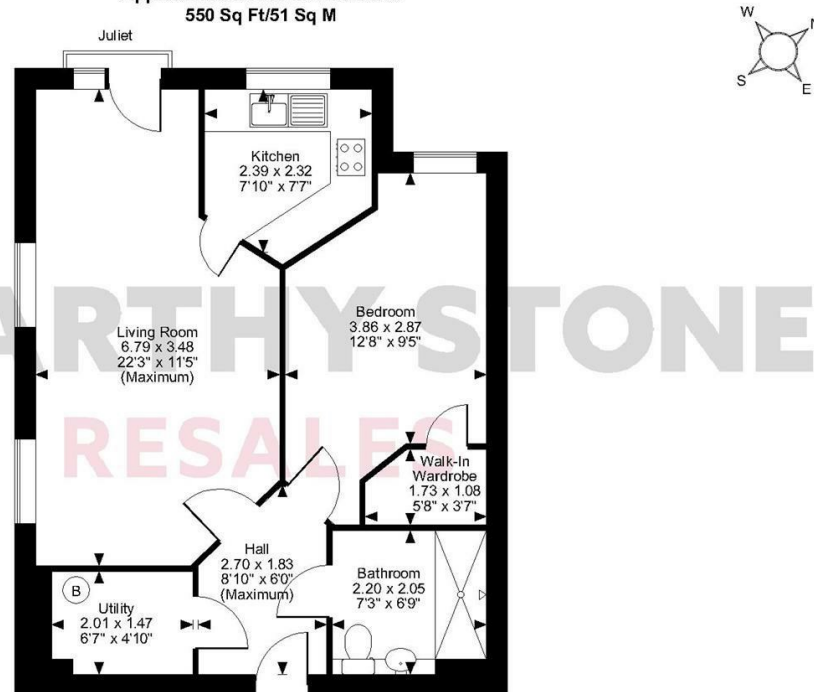 550 Sq Ft/51 Sq M
Juliet
W
N
S
E
Kitchen
2.39 x 2.32
7'10" x 7'7"
Living Room
6.79 x 3.48
22'3" x 11'5"
(Maximum)
Bedroom
3.86 x 2.87
12'8" x 9'5"
ARTHY STONE
RESALES
Walk-In
Wardrobe
1.73 x 1.08
5'8" x 3'7"
Hall
2.70 x 1.83
8'10" x 6'0"
(Maximum)
Bathroom
2.20 x 2.05
7'3" x 6'9"
B
Utility
2.01 x 1.47
6'7" x 4'10"